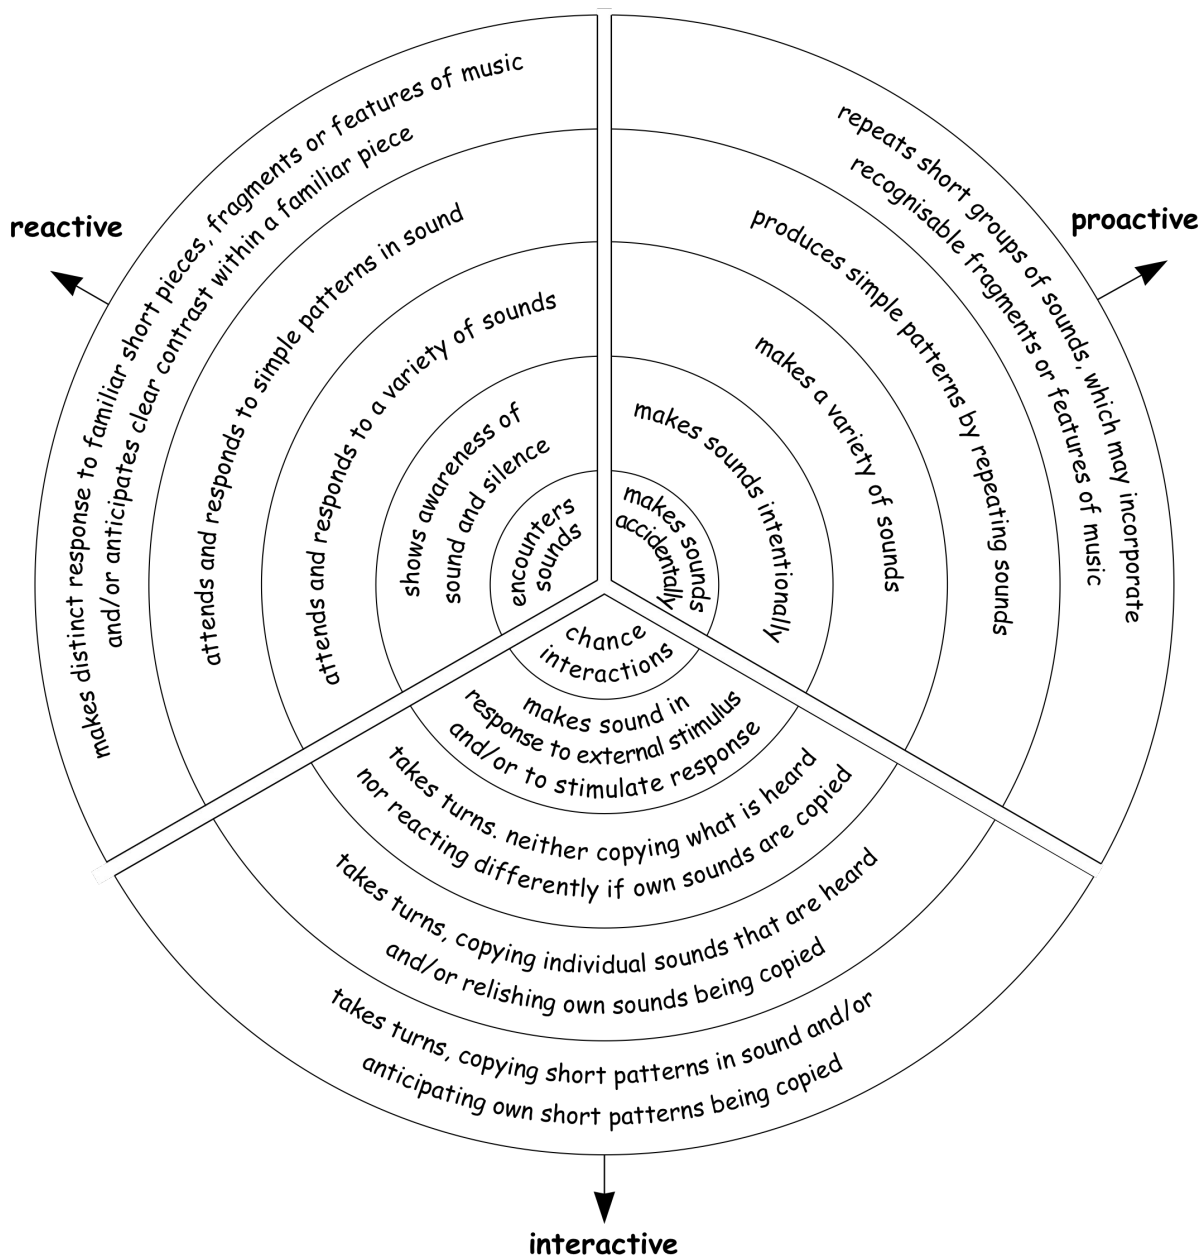 reactive
makes distinct response to familiar short pieces, fragments or features of music
and/or anticipates clear contrast within a familiar piece
attends and responds to simple patterns in sound
attends and responds to a variety of sounds
shows awareness of
sound and silence
encounters
sounds
proactive
repeats short groups of sounds, which may incorporate
recognisable fragments or features of music
produces simple patterns by repeating sounds
makes a variety of sounds
makes sounds intentionally
makes sounds
accidentally
chance
interactions
makes sound in
response to external stimulus
and/or to stimulate response
takes turns. neither copying what is heard
nor reacting differently if own sounds are copied
takes turns, copying individual sounds that are heard
and/or relishing own sounds being copied
takes turns, copying short patterns in sound and/or
anticipating own short patterns being copied
interactive